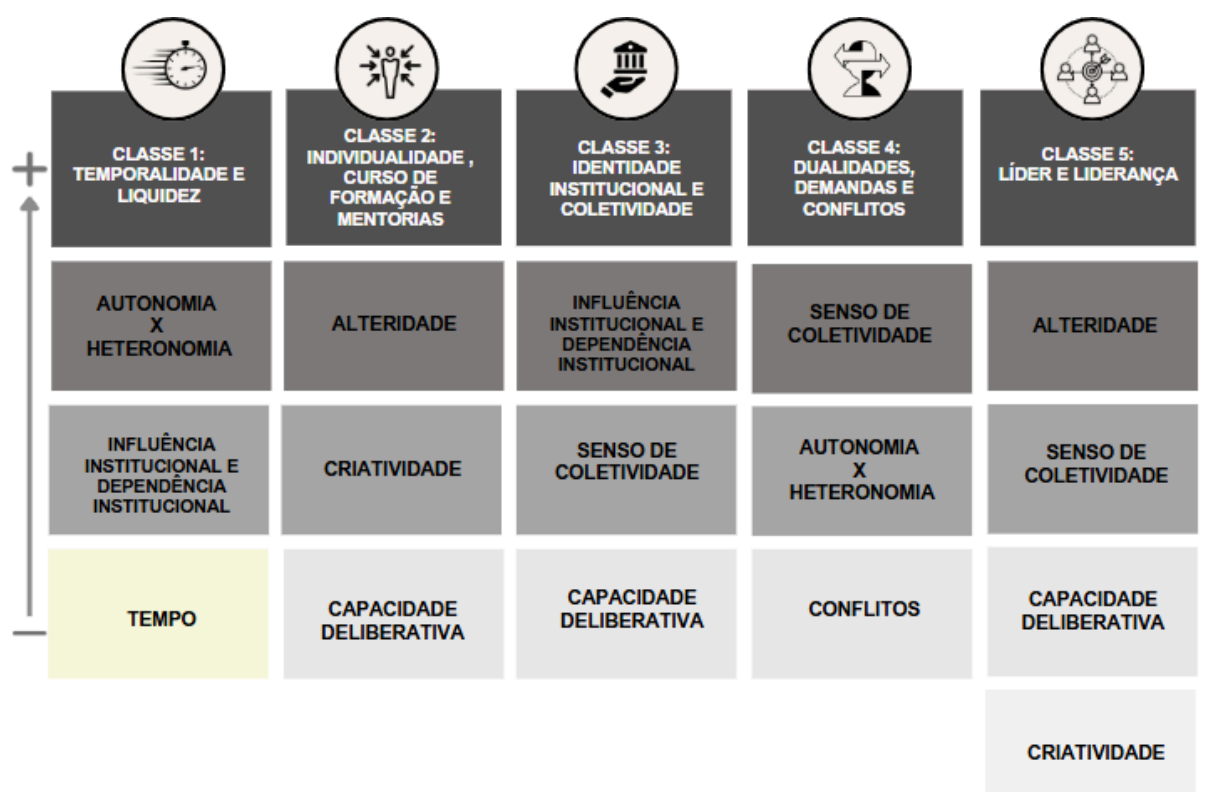 CLASSE 1:
TEMPORALIDADE E
LIQUIDEZ
CLASSE 2:
INDIVIDUALIDADE ,
CURSO DE
FORMAÇÃO E
MENTORIAS
CLASSE 3:
IDENTIDADE
INSTITUCIONAL E
COLETIVIDADE
CLASSE 4:
DUALIDADES,
DEMANDAS E
CONFLITOS
CLASSE 5:
LÍDER E LIDERANÇA
+
AUTONOMIA
X
HETERONOMIA
ALTERIDADE
INFLUÊNCIA
INSTITUCIONAL E
DEPENDÊNCIA
INSTITUCIONAL
SENSO DE
COLETIVIDADE
ALTERIDADE
INFLUÊNCIA
INSTITUCIONAL E
DEPENDÊNCIA
INSTITUCIONAL
CRIATIVIDADE
SENSO DE
COLETIVIDADE
AUTONOMIA
X
HETERONOMIA
SENSO DE
COLETIVIDADE
TEMPO
CAPACIDADE
DELIBERATIVA
CAPACIDADE
DELIBERATIVA
CONFLITOS
CAPACIDADE
DELIBERATIVA
−
CRIATIVIDADE